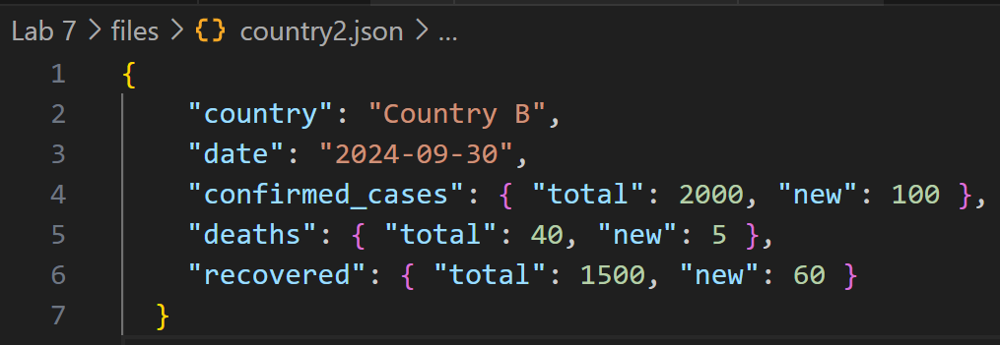 Lab 7 > files > {} country2.json > ...
1 {
2 "country": "Country B",
3 "date": "2024-09-30",
4 "confirmed_cases": { "total": 2000, "new": 100 },
5 "deaths": { "total": 40, "new": 5 },
6 "recovered": { "total": 1500, "new": 60 }
7 }